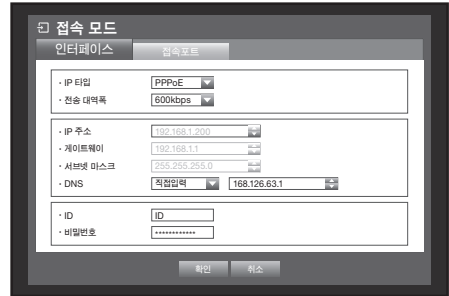 접속 모드
인터페이스 접속포트
· IP 타입 PPPoE
· 전송 대역폭 600kbps
· IP 주소 192.168.1.200
· 게이트웨이 192.168.1.1
· 서브넷 마스크 255.255.255.0
· DNS 직접입력 168.126.63.1
· ID ID
· 비밀번호 ************
확인 취소